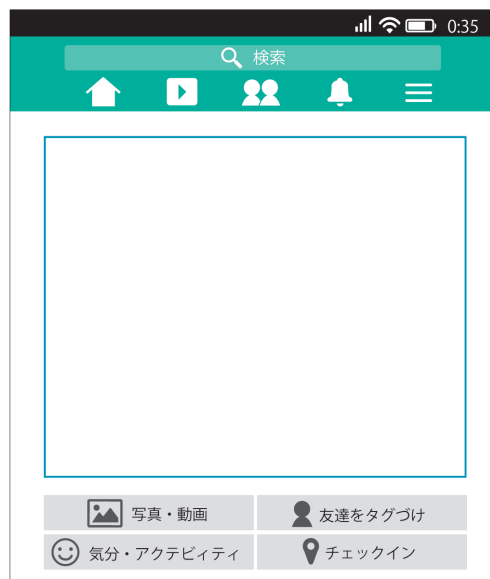 0:35
検索
写真・動画
友達をタグづけ
気分・アクテビィティ
チェックイン